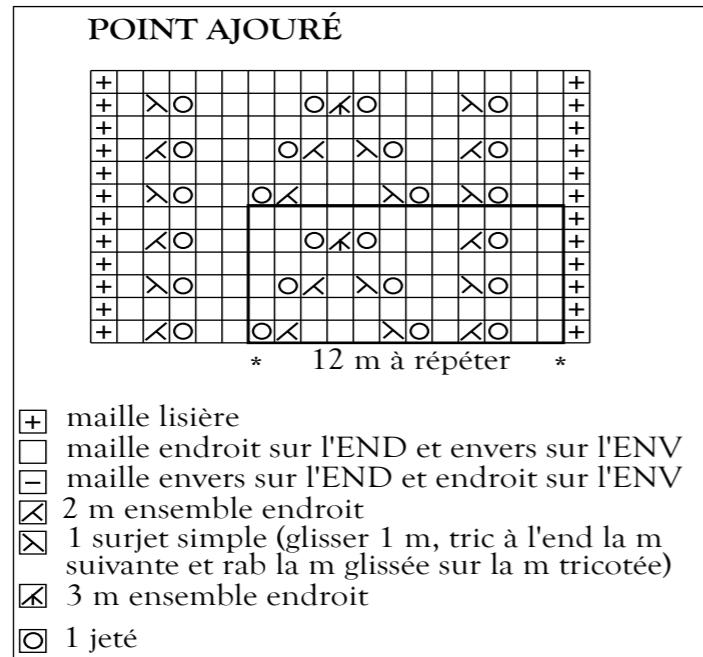 POINT AJOURÉ
* 12 m à répéter *
maille lisière
maille endroit sur l'END et envers sur l'ENV
maille envers sur l'END et endroit sur l'ENV
2 m ensemble endroit
1 surjet simple (glisser 1 m, tric à l'end la m
suivante et rab la m glissée sur la m tricotée)
3 m ensemble endroit
1 jeté